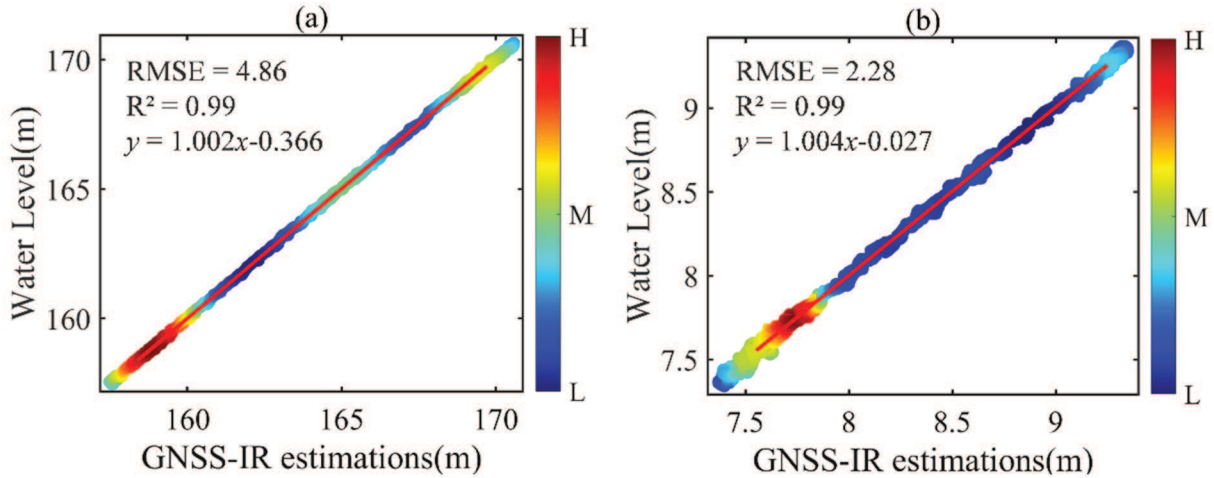 (a)
RMSE = 4.86
R² = 0.99
y = 1.002x-0.366
170
165
160
160
165
170
Water Level(m)
GNSS-IR estimations(m)
H
M
L
(b)
RMSE = 2.28
R² = 0.99
y = 1.004x-0.027
9
8.5
8
7.5
7.5
8
8.5
9
Water Level(m)
GNSS-IR estimations(m)
H
M
L